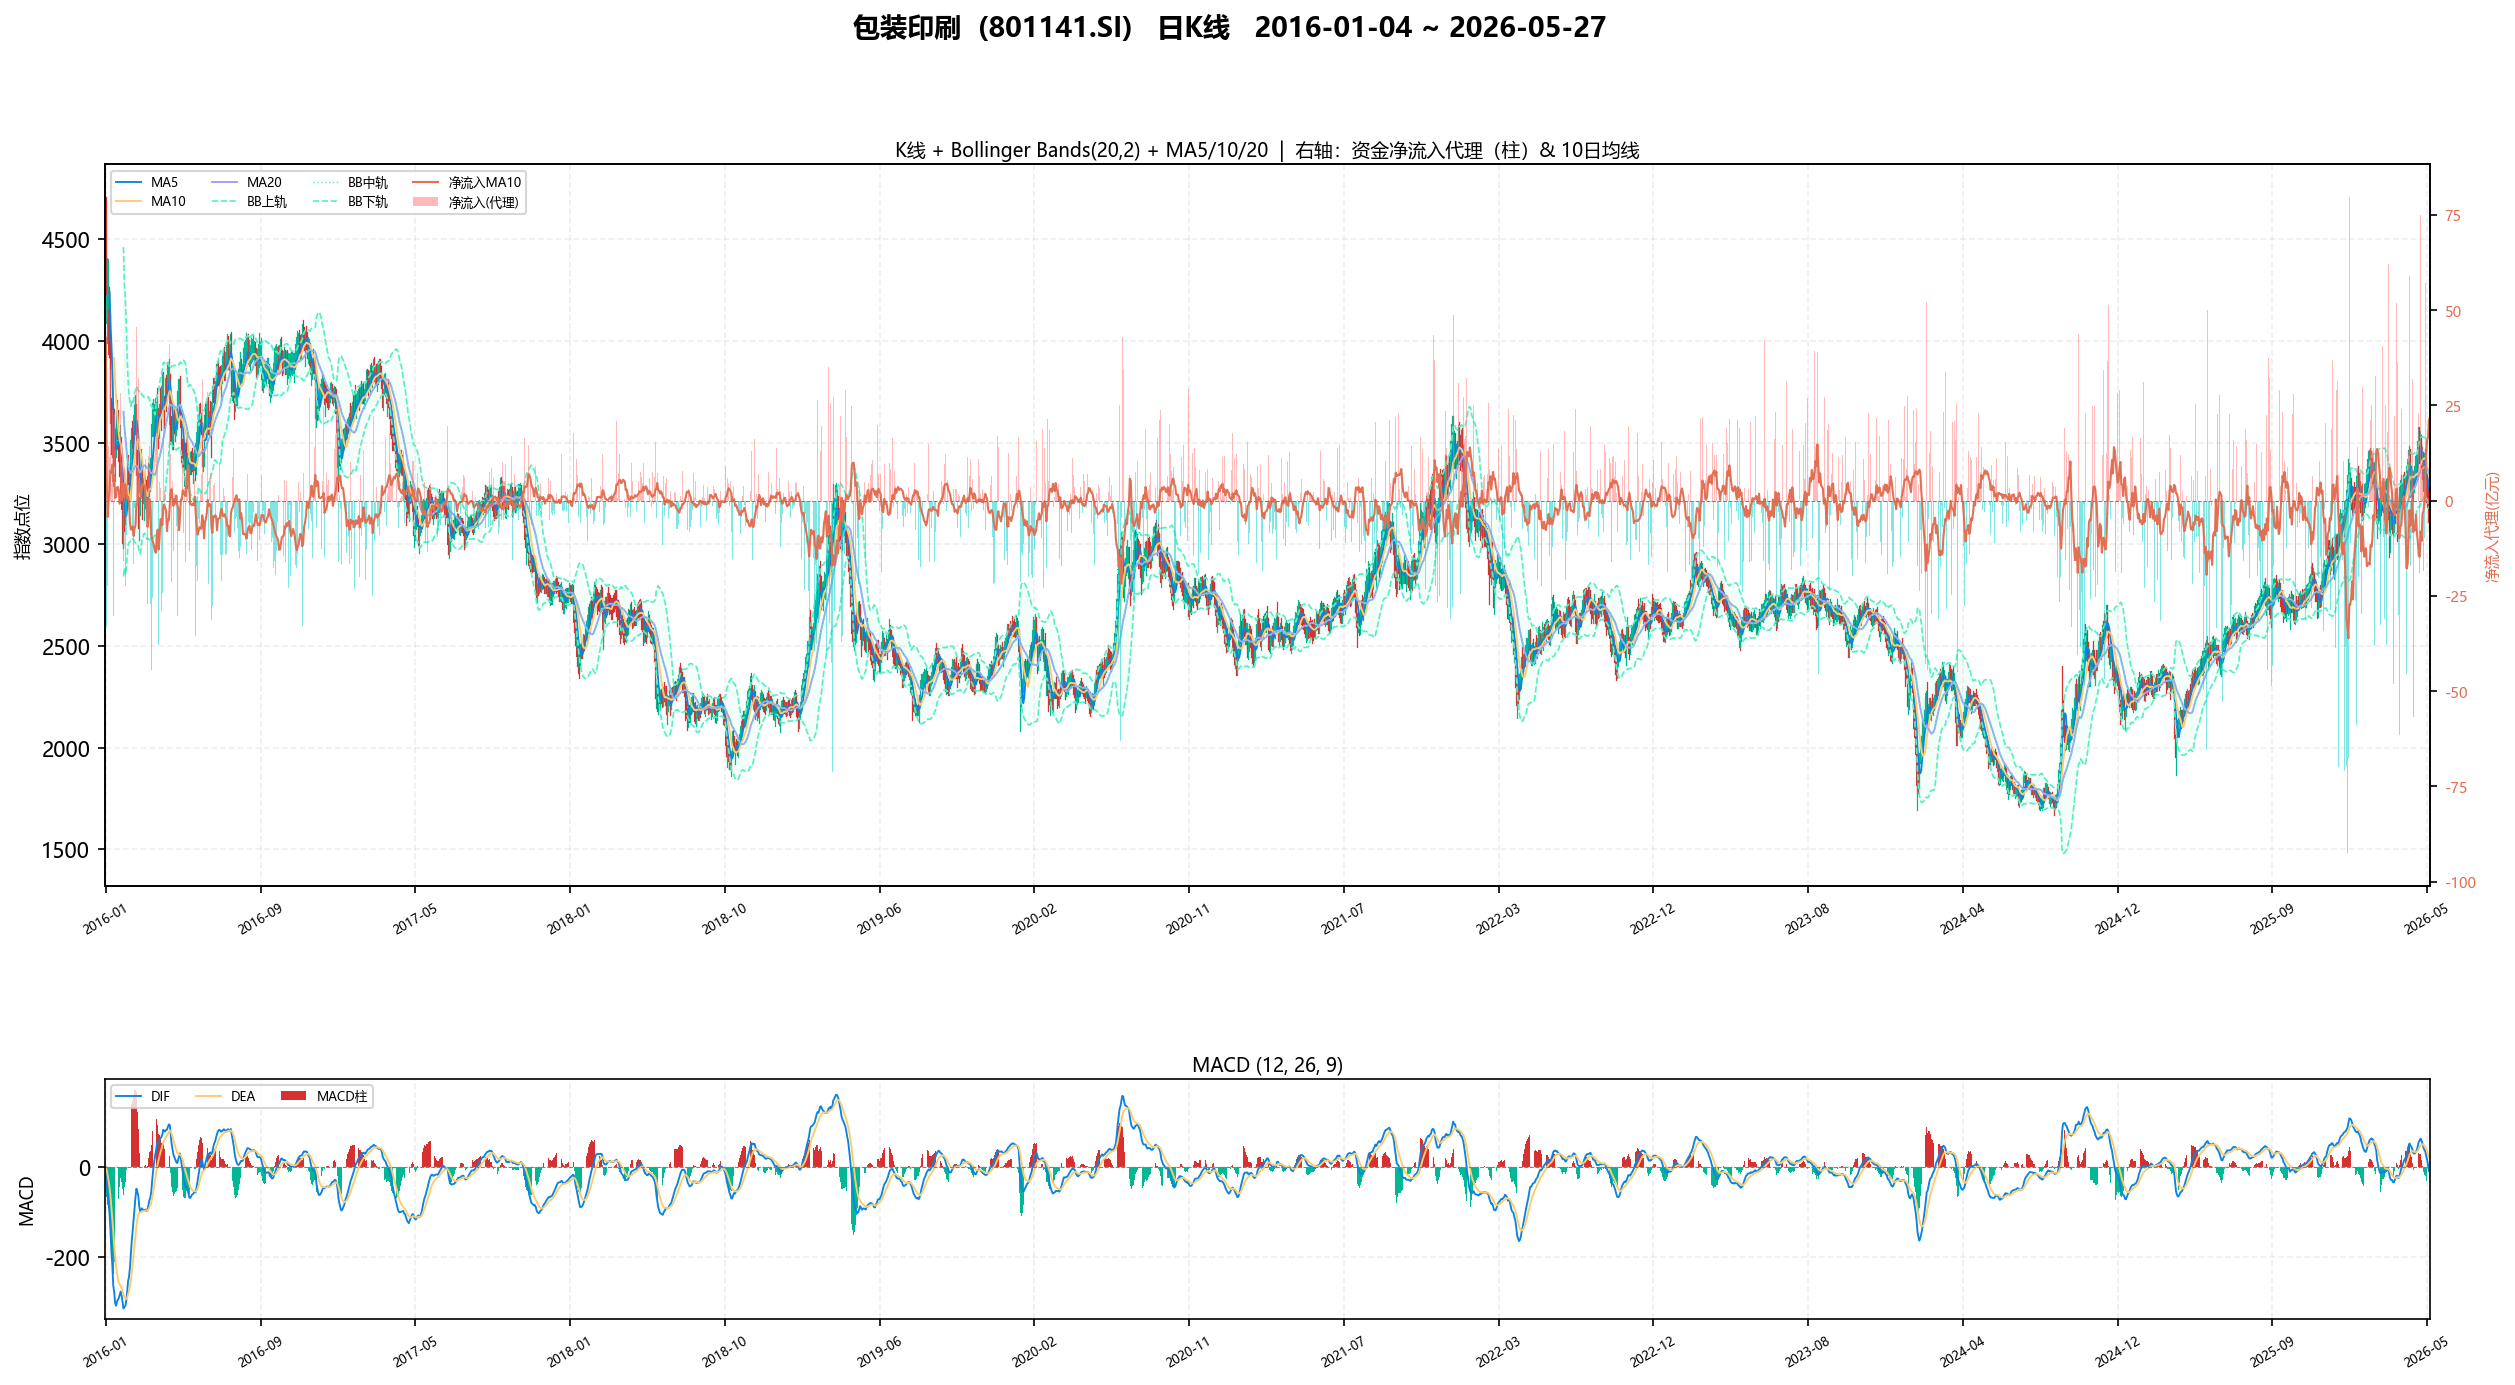 包装印刷 (801141.SI) 日K线 2016-01-04 ~ 2026-05-27
K线 + Bollinger Bands(20,2) + MA5/10/20 | 右轴：资金净流入代理（柱）& 10日均线
MA5 MA20 BB中轨 净流入MA10
MA10 BB上轨 BB下轨 净流入(代理)
指数点位
4500
4000
3500
3000
2500
2000
1500
75
50
25
0
-25
-50
-75
-100
净流入代理(亿元)
2016-01 2016-09 2017-05 2018-01 2018-10 2019-06 2020-02 2020-11 2021-07 2022-03 2022-12 2023-08 2024-04 2024-12 2025-09 2026-05
MACD (12, 26, 9)
DIF DEA MACD柱
MACD
0
-200
2016-01 2016-09 2017-05 2018-01 2018-10 2019-06 2020-02 2020-11 2021-07 2022-03 2022-12 2023-08 2024-04 2024-12 2025-09 2026-05